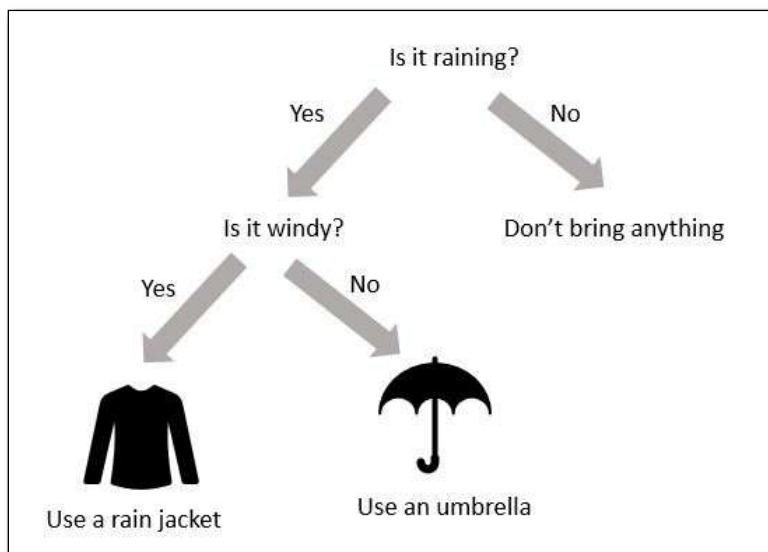 Is it raining?
Yes
No
Is it windy?
Don’t bring anything
Yes
No
Use a rain jacket
Use an umbrella